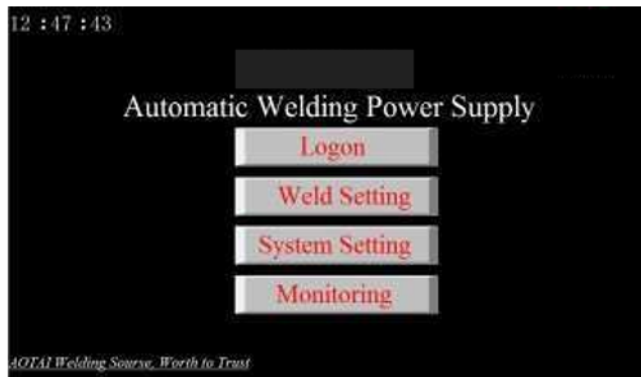 12 :47 :43
Automatic Welding Power Supply
Logon
Weld Setting
System Setting
Monitoring
AOTAI Welding Sourse, Worth to Trust